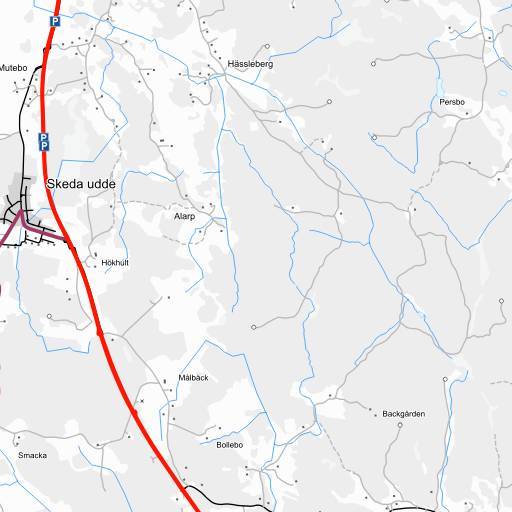 P
Hässleberg
Mutebo
Persbo
P
P
Skeda udde
Alarp
Hökhult
Målbäck
Backgården
Bollebo
Smacka